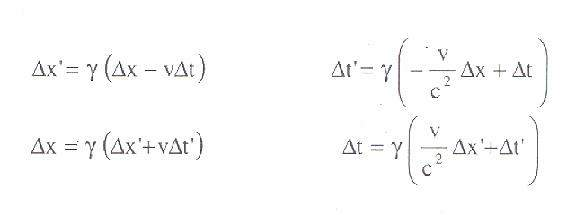 Δx'= γ (Δx – vΔt)    Δt'= γ ( – v/c² Δx + Δt )
Δx = γ (Δx'+vΔt')    Δt = γ ( v/c² Δx'+Δt' )